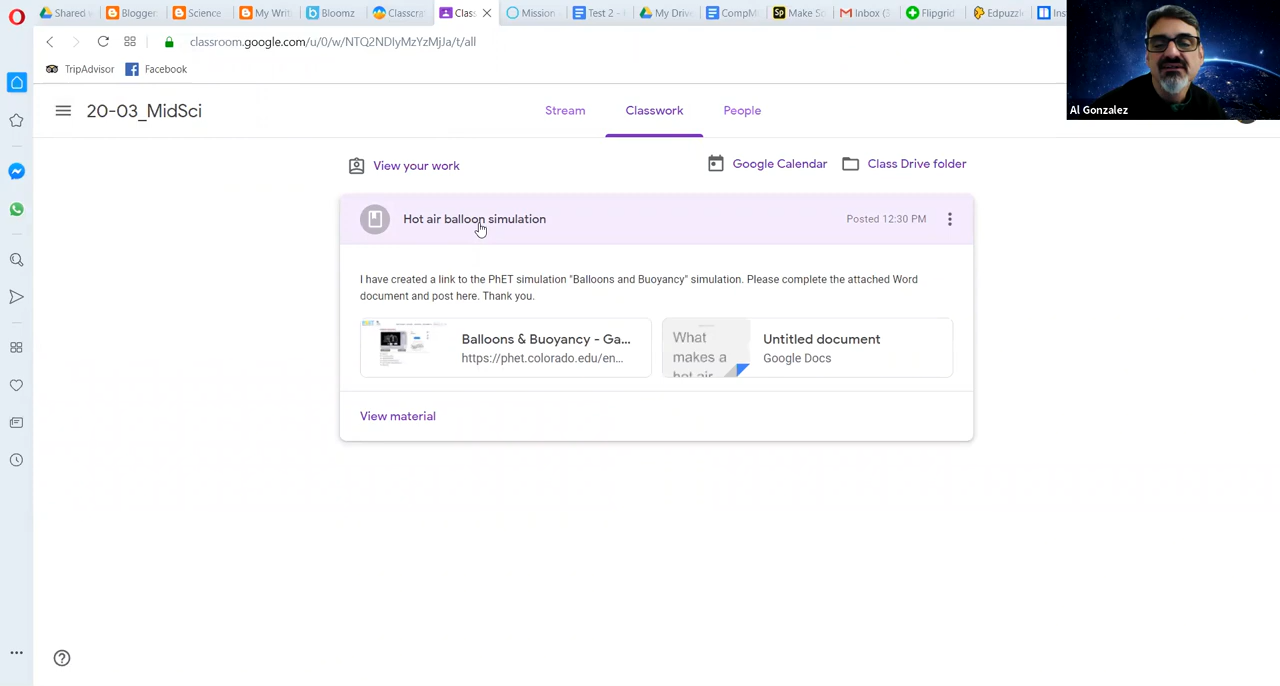 Shared
Blogger
Science
My Writ
Bloomz
Classcra
Class
Mission
Test 2 -
My Driv
CompM
Sp
Make S
Inbox (3
Flipgrid
Edpuzzl
Ins
classroom.google.com/u/0/w/NTQ2NDIyMzYzMjJa/t/all
TripAdvisor
Facebook
Al Gonzalez
20-03_MidSci
Stream
Classwork
People
View your work
Google Calendar
Class Drive folder
Hot air balloon simulation
Posted 12:30 PM
I have created a link to the PhET simulation "Balloons and Buoyancy" simulation. Please complete the attached Word
document and post here. Thank you.
Balloons & Buoyancy - Ga...
https://phet.colorado.edu/en...
What
makes a
hot air
Untitled document
Google Docs
View material